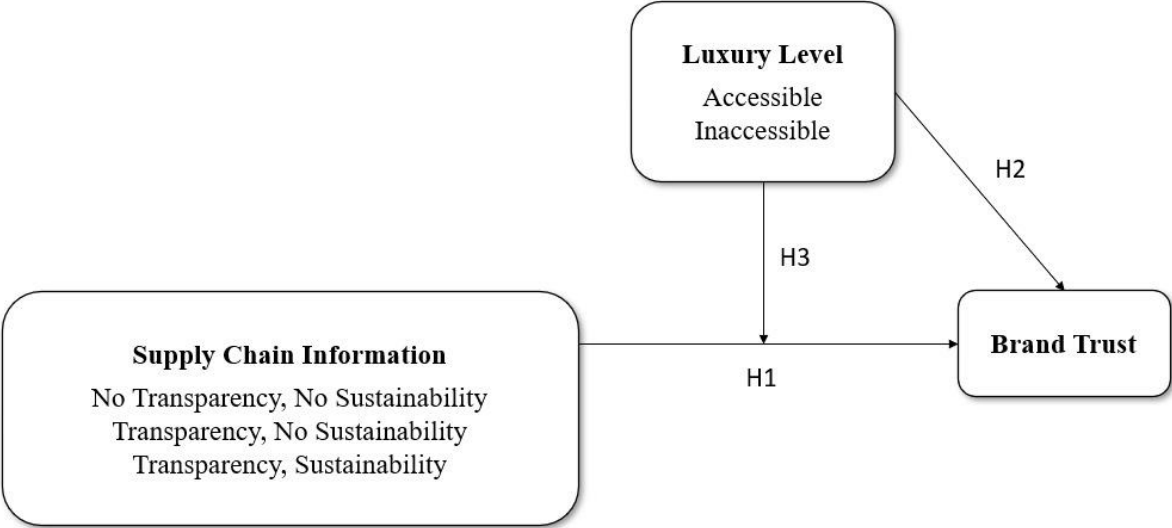 Luxury Level
Accessible
Inaccessible
H2
H3
Supply Chain Information
No Transparency, No Sustainability
Transparency, No Sustainability
Transparency, Sustainability
H1
Brand Trust